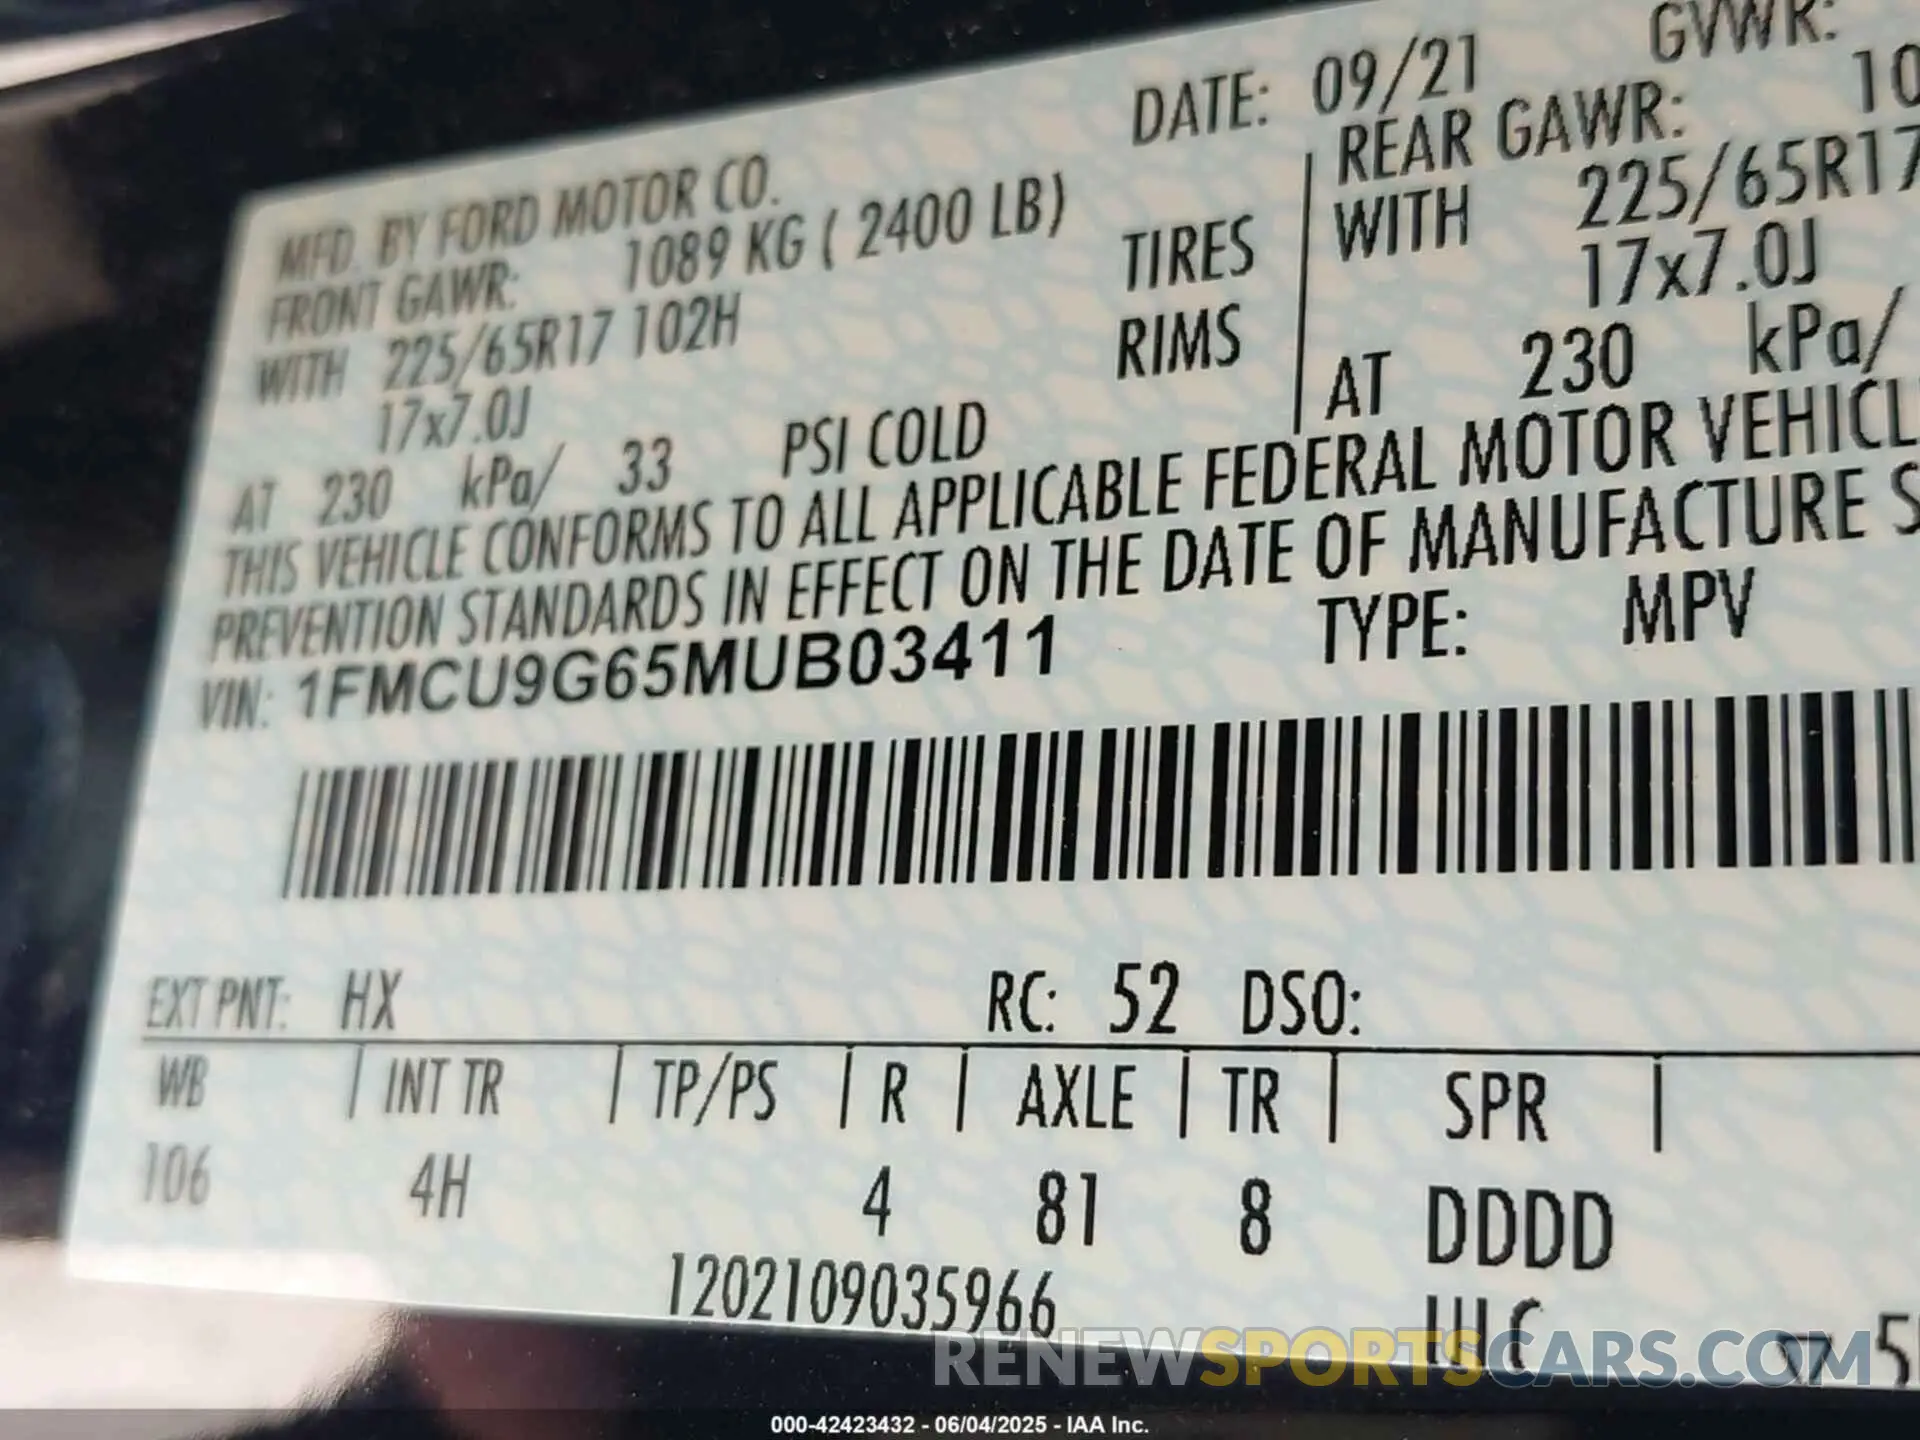 DATE: 09/21 GVWR:
MFD. BY FORD MOTOR CO.
FRONT GAWR: 1089 KG ( 2400 LB)
REAR GAWR: 10
WITH 225/65R17 102H TIRES
WITH 225/65R17
17x7.0J RIMS
17x7.0J
AT 230 kPa/ 33 PSI COLD
AT 230 kPa/
THIS VEHICLE CONFORMS TO ALL APPLICABLE FEDERAL MOTOR VEHICL
PREVENTION STANDARDS IN EFFECT ON THE DATE OF MANUFACTURE S
VIN: 1FMCU9G65MUB03411 TYPE: MPV
EXT PNT: HX RC: 52 DSO:
WB | INT TR | TP/PS | R | AXLE | TR | SPR |
106 4H 4 81 8 DDDD
1202109035966
RENEWSPORTSCARS.COM
000-42423432 - 06/04/2025 - IAA Inc.